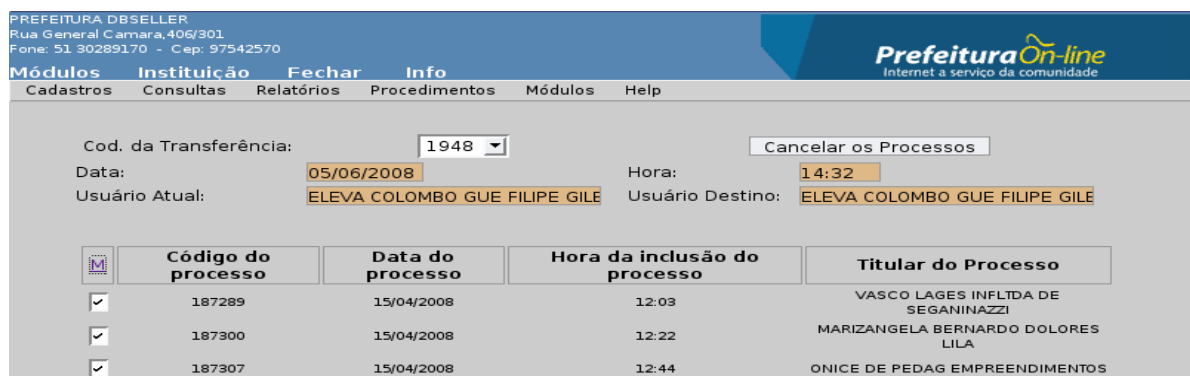 PREFEITURA DBSELLER
Rua General Camara,406/301
Fone: 51 30289170 - Cep: 97542570
Prefeitura On-line
Internet a serviço da comunidade
Módulos Instituição Fechar Info
Cadastros Consultas Relatórios Procedimentos Módulos Help
Cod. da Transferência: 1948 Cancelar os Processos
Data: 05/06/2008 Hora: 14:32
Usuário Atual: ELEVA COLOMBO GUE FILIPE GILE Usuário Destino: ELEVA COLOMBO GUE FILIPE GILE
M Código do processo Data do processo Hora da inclusão do processo Titular do Processo
187289 15/04/2008 12:03 VASCO LAGES INFLTDA DE
SEGANINAZZI
187300 15/04/2008 12:22 MARIZANGELA BERNARDO DOLORES
LILA
187307 15/04/2008 12:44 ONICE DE PEDAG EMPREENDIMENTOS